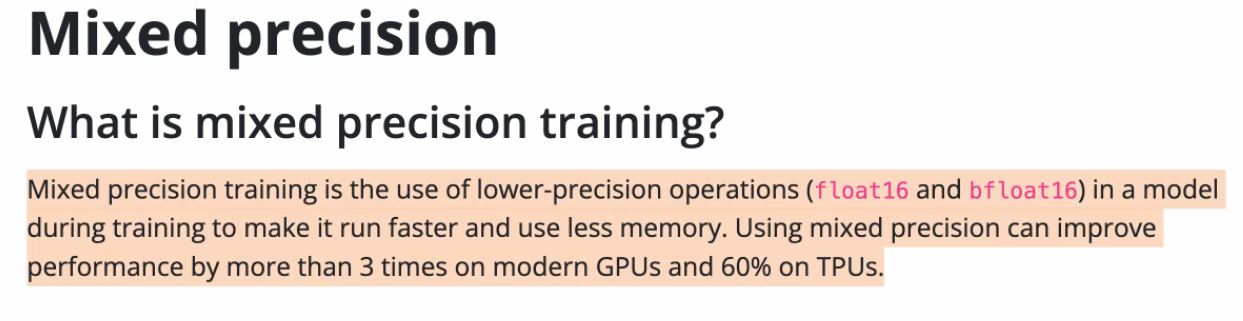 Mixed precision
What is mixed precision training?
Mixed precision training is the use of lower-precision operations (float16 and bfloat16) in a model
during training to make it run faster and use less memory. Using mixed precision can improve
performance by more than 3 times on modern GPUs and 60% on TPUs.